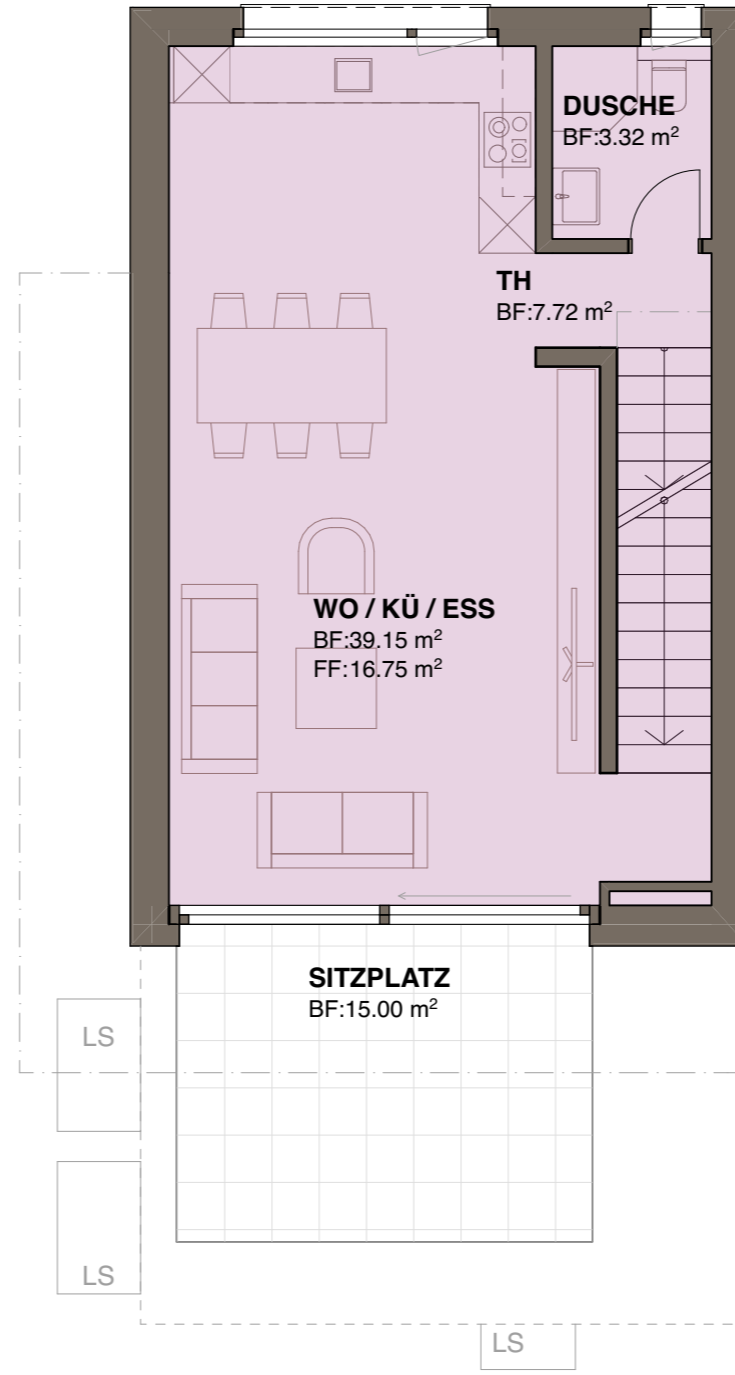 DUSCHE
BF:3.32 m²
TH
BF:7.72 m²
WO / KÜ / ESS
BF:39.15 m²
FF:16.75 m²
SITZPLATZ
BF:15.00 m²
LS
LS
LS